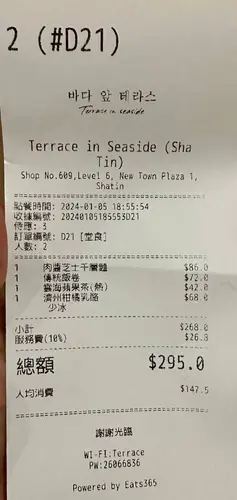 2 (#D21)
바다 앞 테라스
Terrace in seaside
Terrace in Seaside (Sha
Tin)
Shop No.609,Level 6, New Town Plaza 1,
Shatin
點餐時間: 2024-01-05 18:55:54
收據編號: 20240105185553D21
侍應: 3
訂單編號: D21 [堂食]
人數: 2
1 肉醬芝士千層麵 $86.0
1 傳統飯卷 $72.0
1 雲海蘋果茶(熱) $42.0
1 濟州柑橘乳酪 $68.0
少冰
小計 $268.0
服務費(10%) $26.8
總額 $295.0
人均消費 $147.5
謝謝光臨
WI-FI:Terrace
PW:26066836
Powered by Eats365